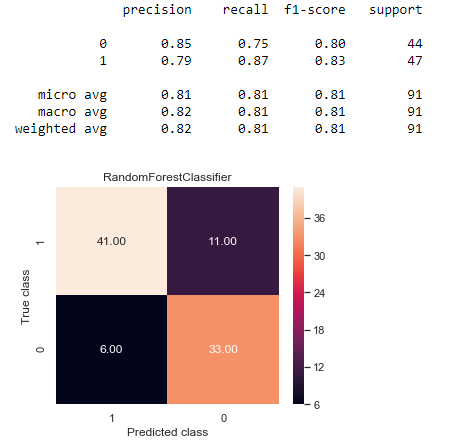 precision recall f1-score support
0 0.85 0.75 0.80 44
1 0.79 0.87 0.83 47
micro avg 0.81 0.81 0.81 91
macro avg 0.82 0.81 0.81 91
weighted avg 0.82 0.81 0.81 91
RandomForestClassifier
1 41.00 11.00
0 6.00 33.00
1 0
True class
Predicted class
36
30
24
18
12
6